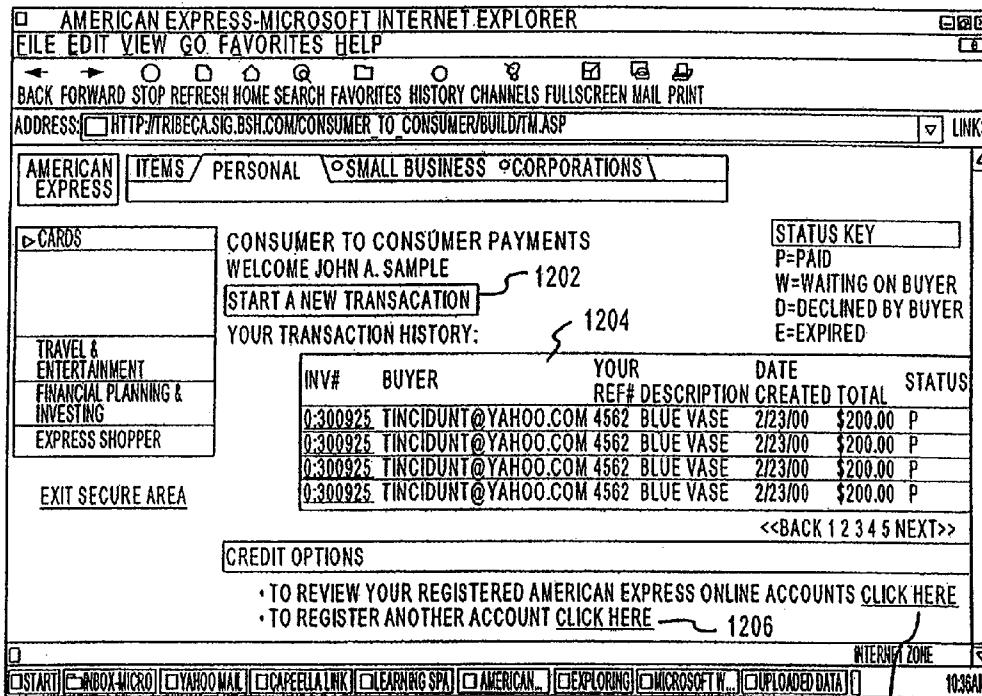 AMERICAN EXPRESS-MICROSOFT INTERNET EXPLORER
FILE EDIT VIEW GO FAVORITES HELP
BACK FORWARD STOP REFRESH HOME SEARCH FAVORITES HISTORY CHANNELS FULLSCREEN MAIL PRINT
ADDRESS: HTTP://TRIBECA.SIG.BSH.COM/CONSUMER_TO_CONSUMER/BUILD/TM.ASP LINKS
AMERICAN EXPRESS
ITEMS PERSONAL SMALL BUSINESS CORPORATIONS
CARDS
TRAVEL & ENTERTAINMENT
FINANCIAL PLANNING & INVESTING
EXPRESS SHOPPER
EXIT SECURE AREA
CONSUMER TO CONSUMER PAYMENTS
WELCOME JOHN A. SAMPLE
START A NEW TRANSACATION
1202
YOUR TRANSACTION HISTORY:
1204
STATUS KEY
P=PAID
W=WAITING ON BUYER
D=DECLINED BY BUYER
E=EXPIRED
INV# BUYER YOUR REF# DESCRIPTION DATE CREATED TOTAL STATUS
0:300925 TINCIDUNT@YAHOO.COM 4562 BLUE VASE 2/23/00 $200.00 P
0:300925 TINCIDUNT@YAHOO.COM 4562 BLUE VASE 2/23/00 $200.00 P
0:300925 TINCIDUNT@YAHOO.COM 4562 BLUE VASE 2/23/00 $200.00 P
0:300925 TINCIDUNT@YAHOO.COM 4562 BLUE VASE 2/23/00 $200.00 P
<<BACK 1 2 3 4 5 NEXT>>
CREDIT OPTIONS
• TO REVIEW YOUR REGISTERED AMERICAN EXPRESS ONLINE ACCOUNTS CLICK HERE
• TO REGISTER ANOTHER ACCOUNT CLICK HERE
1206
INTERNET ZONE
START INBOX-MICRO YAHOO MAIL CAPEELLA LINK LEARNING SPA AMERICAN... EXPLORING MICROSOFT W... UPLOADED DATA 10:36AM